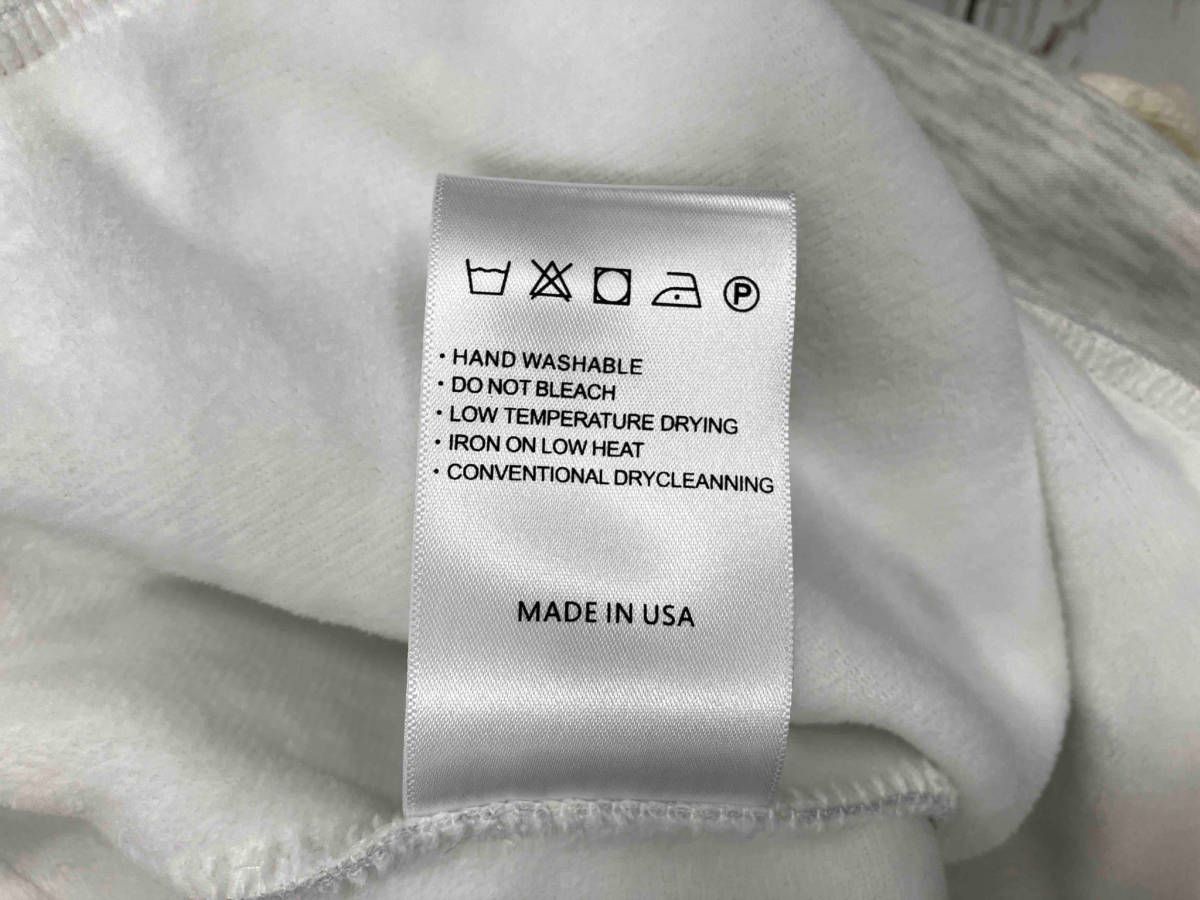 P
• HAND WASHABLE
• DO NOT BLEACH
• LOW TEMPERATURE DRYING
• IRON ON LOW HEAT
• CONVENTIONAL DRYCLEANNING
MADE IN USA